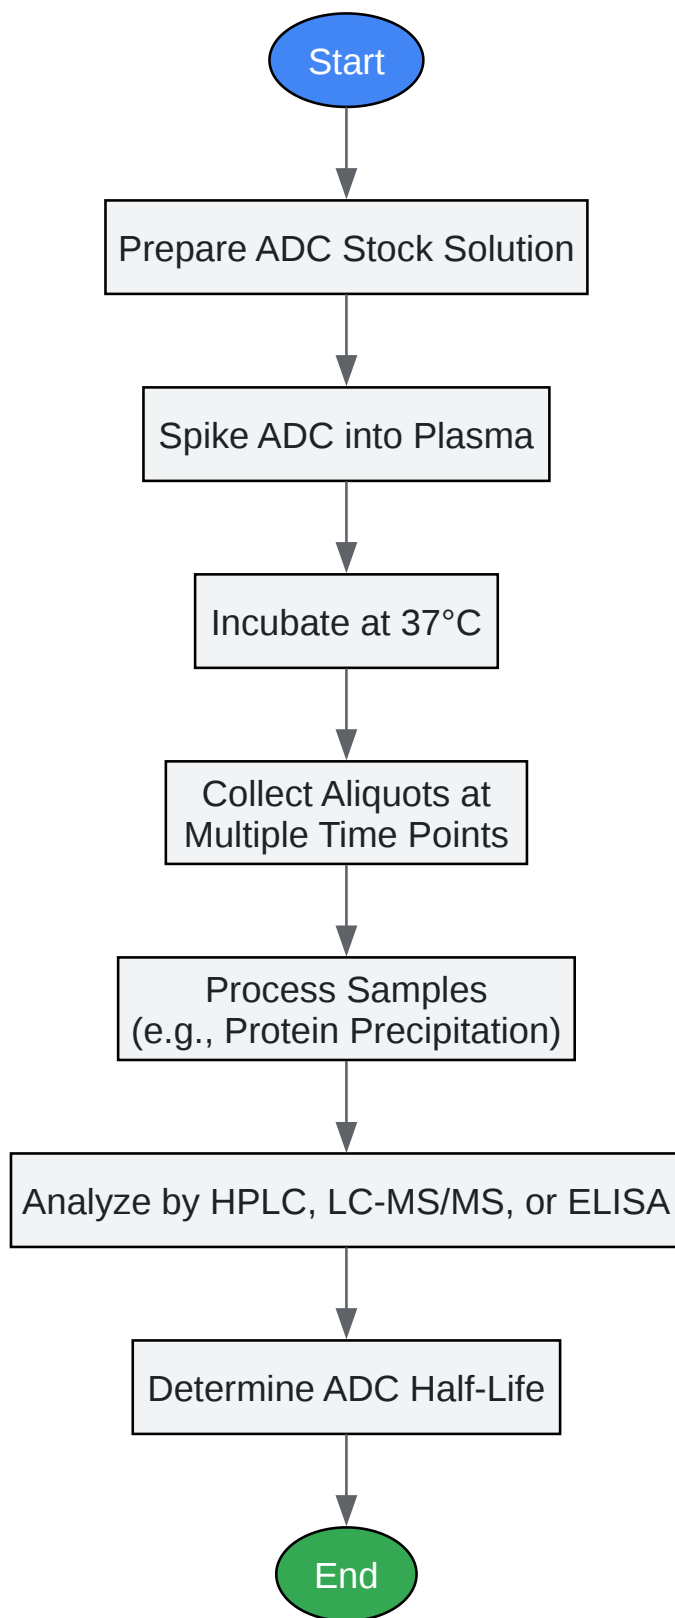 Start
Prepare ADC Stock Solution
Spike ADC into Plasma
Incubate at 37°C
Collect Aliquots at
Multiple Time Points
Process Samples
(e.g., Protein Precipitation)
Analyze by HPLC, LC-MS/MS, or ELISA
Determine ADC Half-Life
End